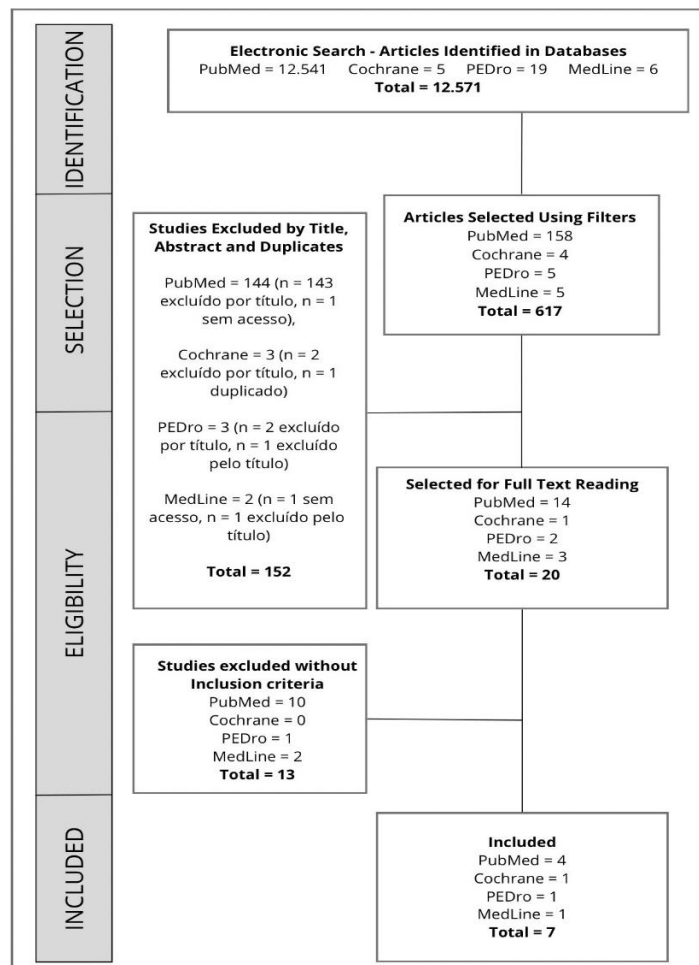 IDENTIFICATION
Electronic Search - Articles Identified in Databases
PubMed = 12.541 Cochrane = 5 PEDro = 19 MedLine = 6
Total = 12.571
SELECTION
Articles Selected Using Filters
PubMed = 158
Cochrane = 4
PEDro = 5
MedLine = 5
Total = 617
Studies Excluded by Title,
Abstract and Duplicates
PubMed = 144 (n = 143
excluído por título, n = 1
sem acesso),
Cochrane = 3 (n = 2
excluído por título, n = 1
duplicado)
PEDro = 3 (n = 2 excluído
por título, n = 1 excluído
pelo título)
MedLine = 2 (n = 1 sem
acesso, n = 1 excluído pelo
título)
Total = 152
ELIGIBILITY
Selected for Full Text Reading
PubMed = 14
Cochrane = 1
PEDro = 2
MedLine = 3
Total = 20
Studies excluded without
Inclusion criteria
PubMed = 10
Cochrane = 0
PEDro = 1
MedLine = 2
Total = 13
INCLUDED
Included
PubMed = 4
Cochrane = 1
PEDro = 1
MedLine = 1
Total = 7